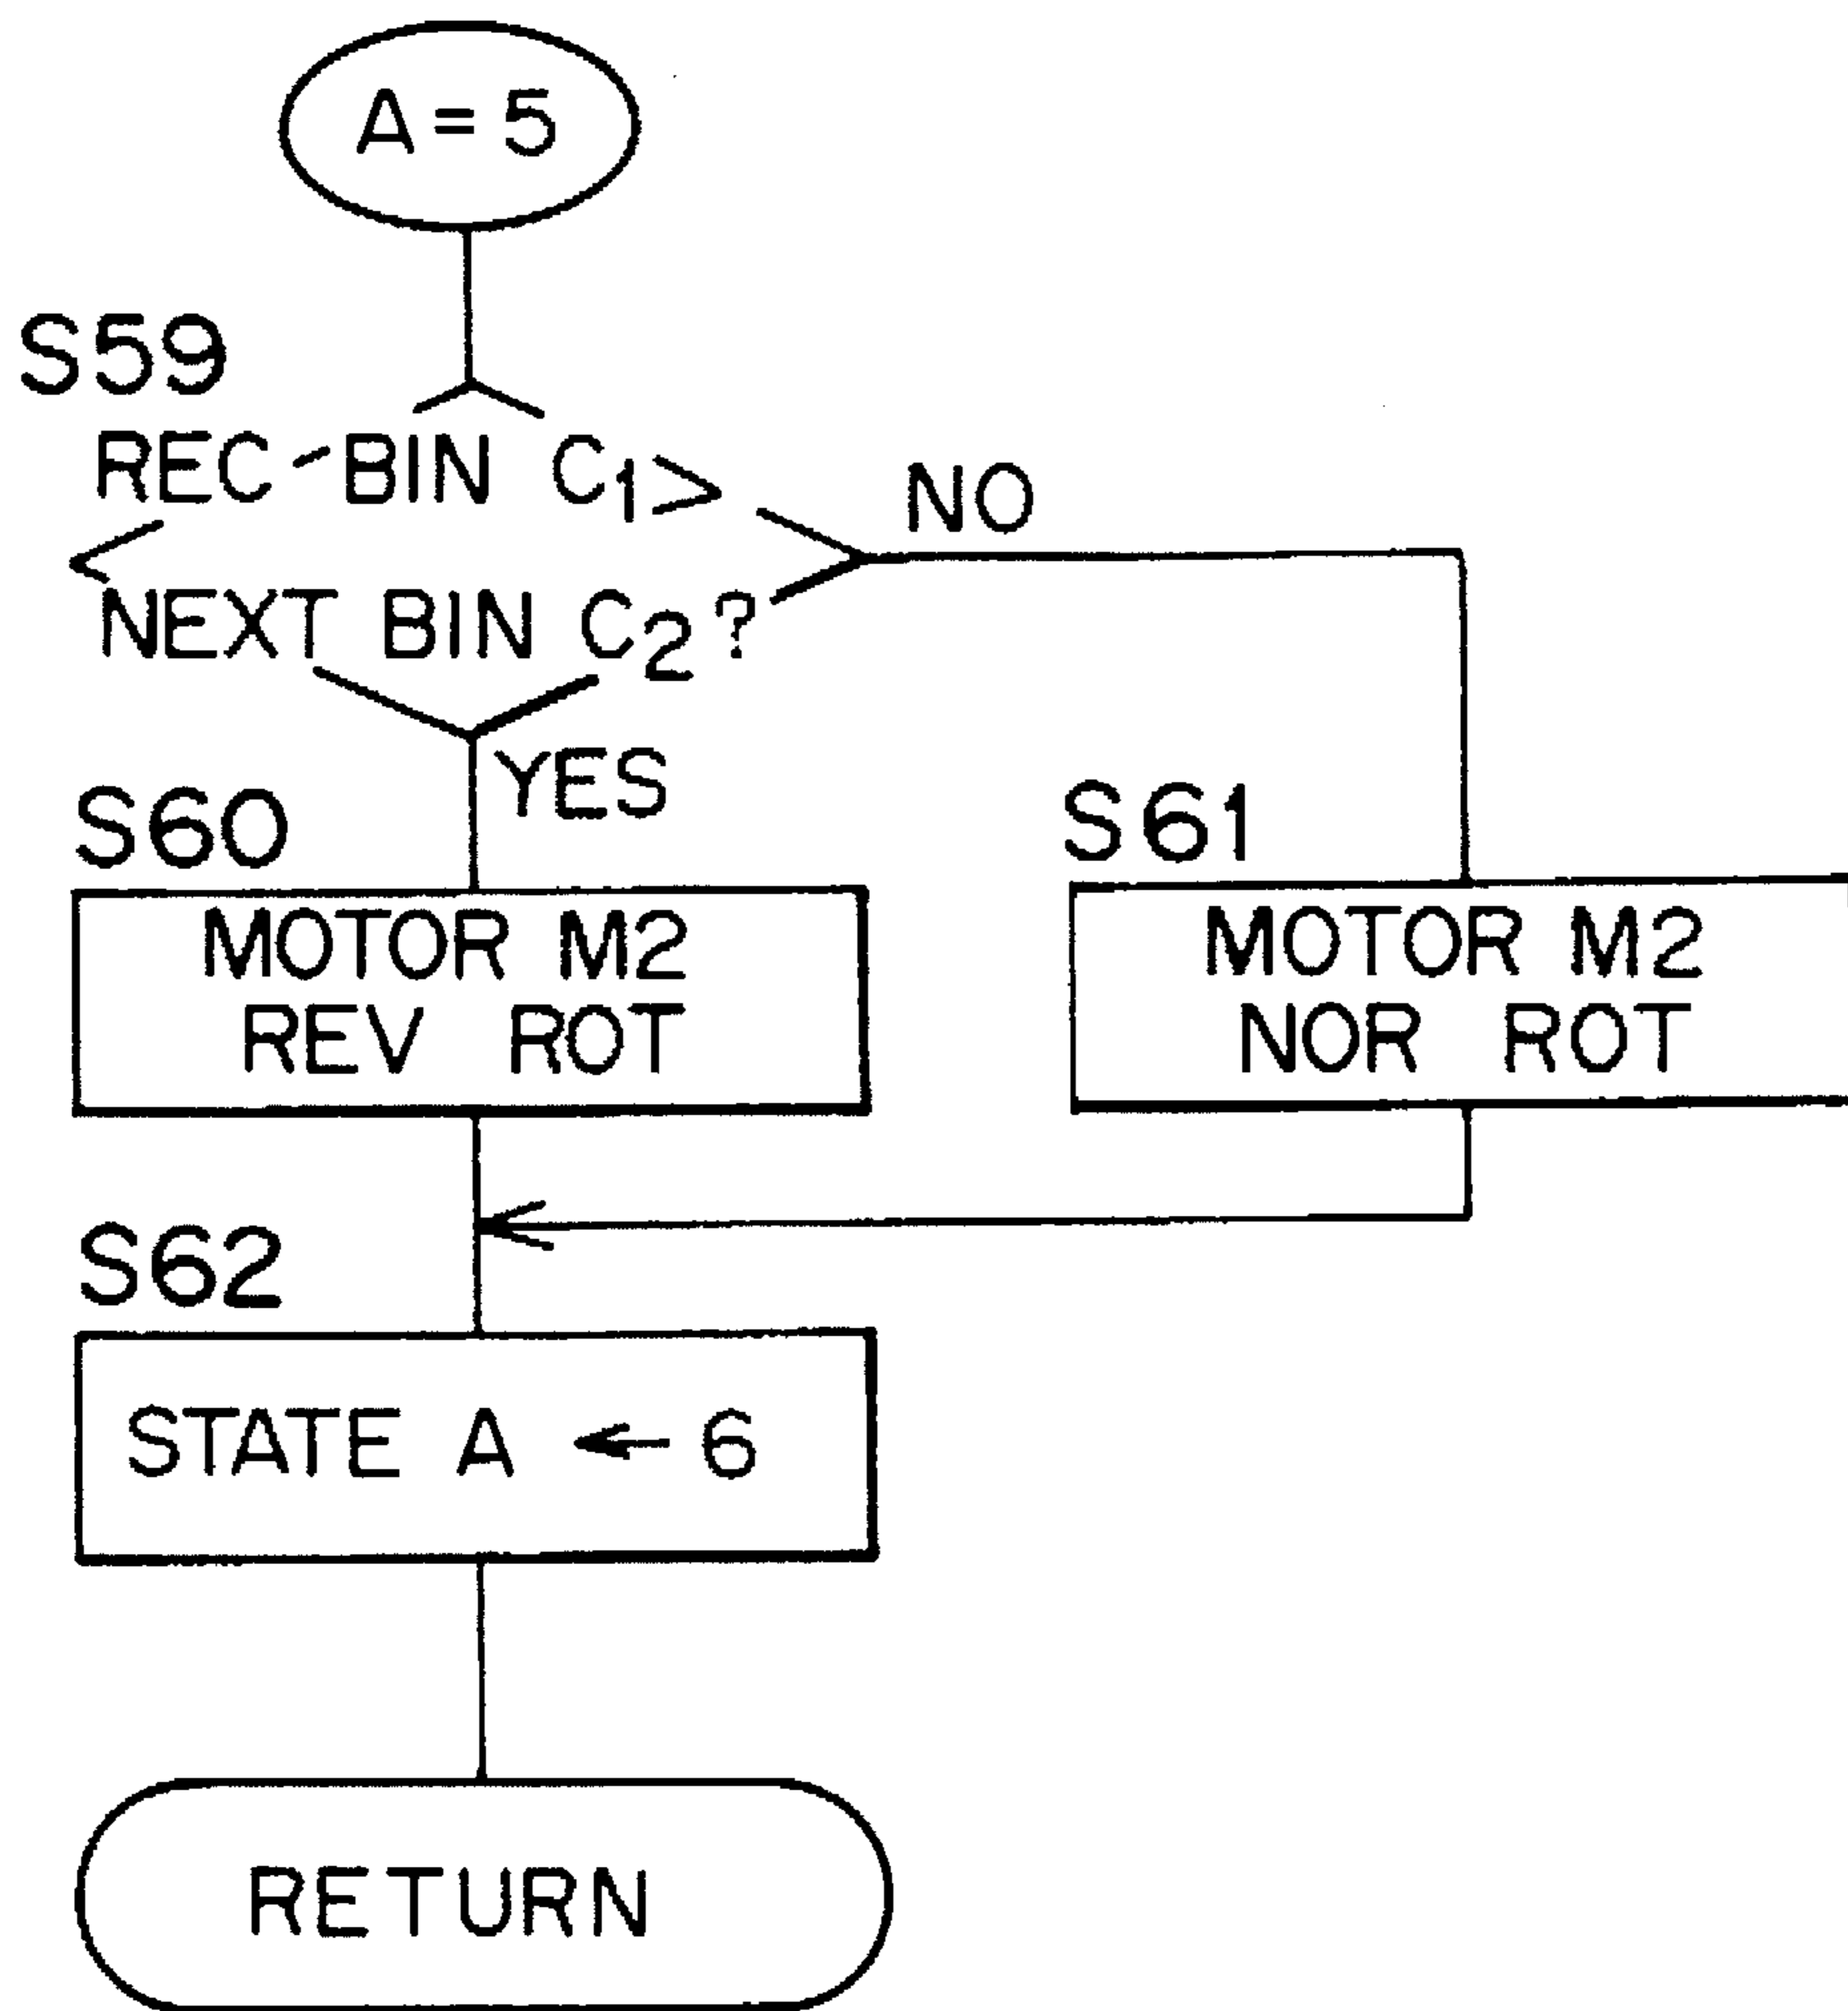 A=5
S59
REC-BIN C1>
NO
NEXT BIN C2?
YES
S60
S61
MOTOR M2
REV ROT
MOTOR M2
NOR ROT
S62
STATE A ← 6
RETURN